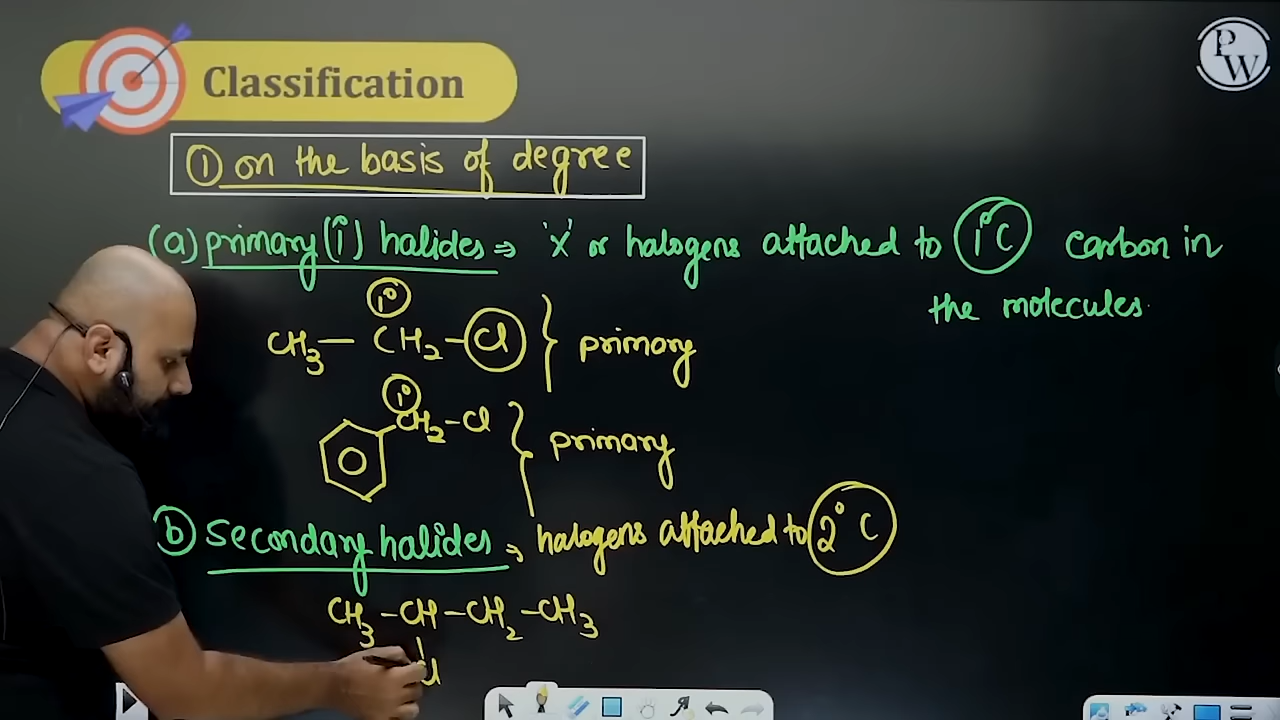 PW
Classification
① on the basis of degree
(a) primary (1°) halides ⇒ 'X' or halogens attached to 1°C carbon in
the molecules.
1°
CH3 — CH2 — Cl } primary
1°
CH2 - Cl } primary
ⓑ Secondary halides ⇒ halogens attached to 2° C
CH3 - CH - CH2 - CH3
Cl